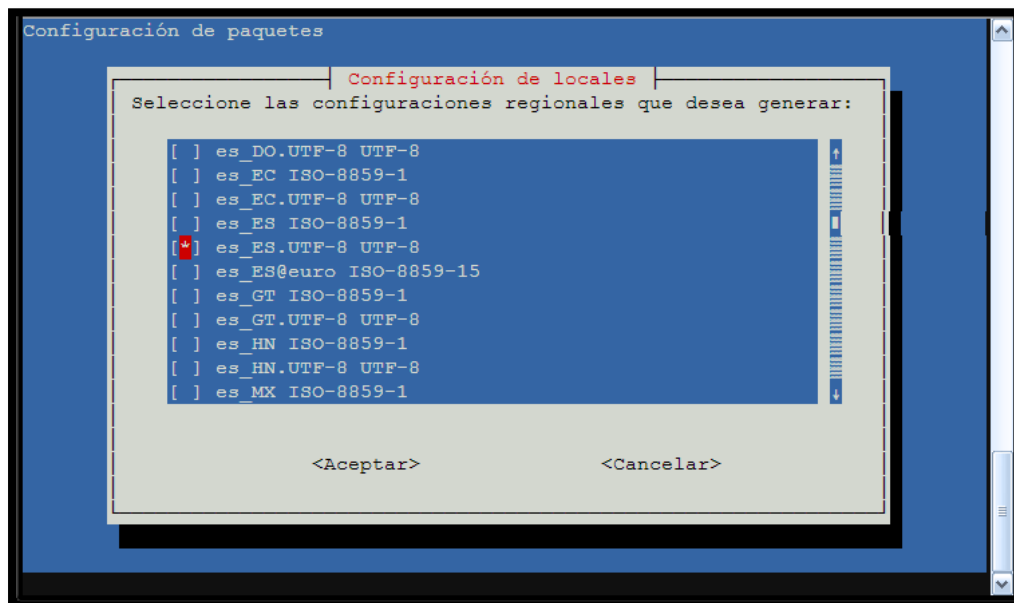 Configuración de paquetes
Configuración de locales
Seleccione las configuraciones regionales que desea generar:
[ ] es_DO.UTF-8 UTF-8
[ ] es_EC ISO-8859-1
[ ] es_EC.UTF-8 UTF-8
[ ] es_ES ISO-8859-1
[*] es_ES.UTF-8 UTF-8
[ ] es_ES@euro ISO-8859-15
[ ] es_GT ISO-8859-1
[ ] es_GT.UTF-8 UTF-8
[ ] es_HN ISO-8859-1
[ ] es_HN.UTF-8 UTF-8
[ ] es_MX ISO-8859-1
<Aceptar> <Cancelar>